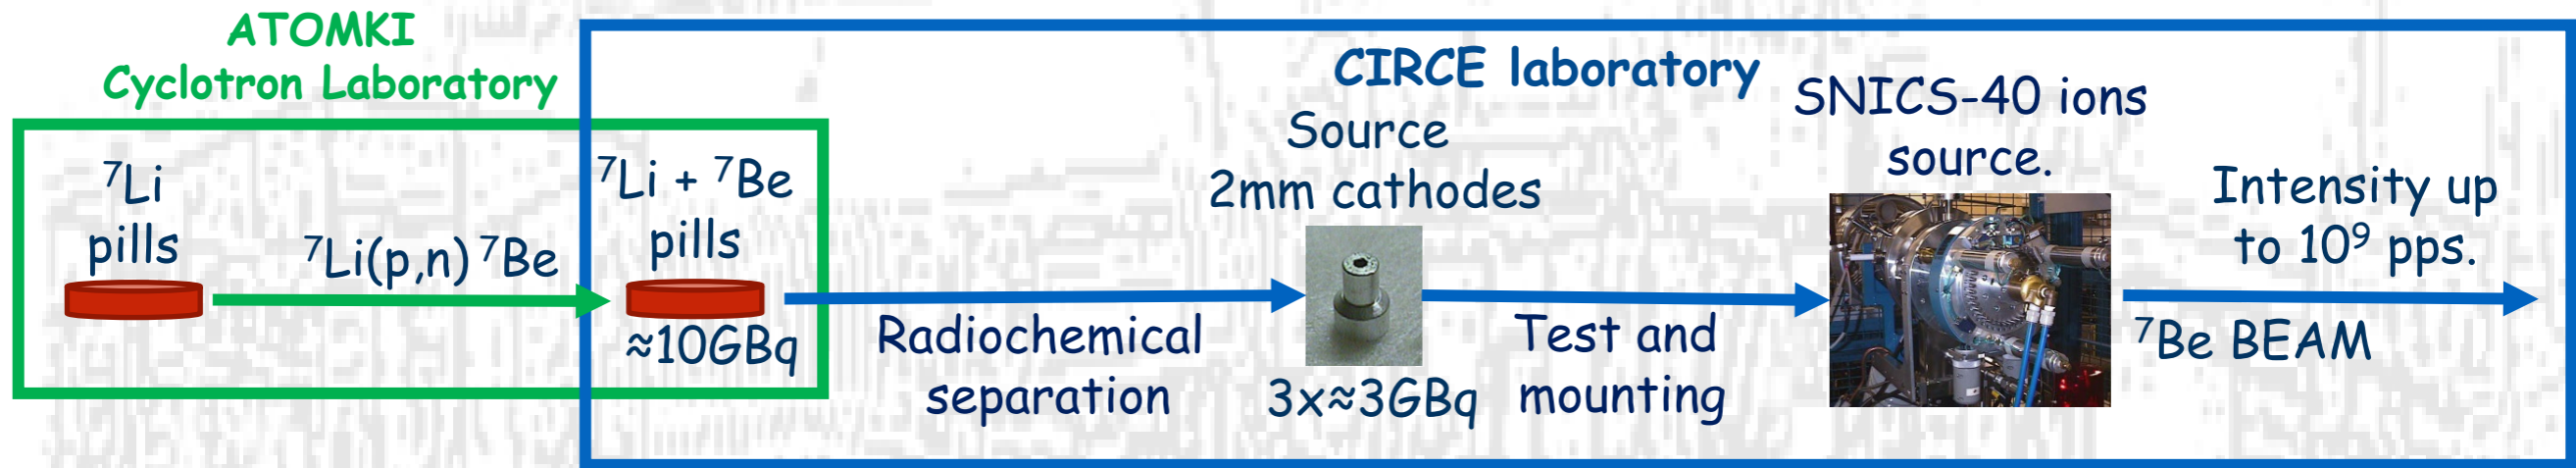 ATOMKI
Cyclotron Laboratory
⁷Li
pills
⁷Li(p,n) ⁷Be
⁷Li + ⁷Be
pills
≈10GBq
CIRCE laboratory
Radiochemical
separation
Source
2mm cathodes
3x≈3GBq
Test and
mounting
SNICS-40 ions
source.
Intensity up
to 10⁹ pps.
⁷Be BEAM